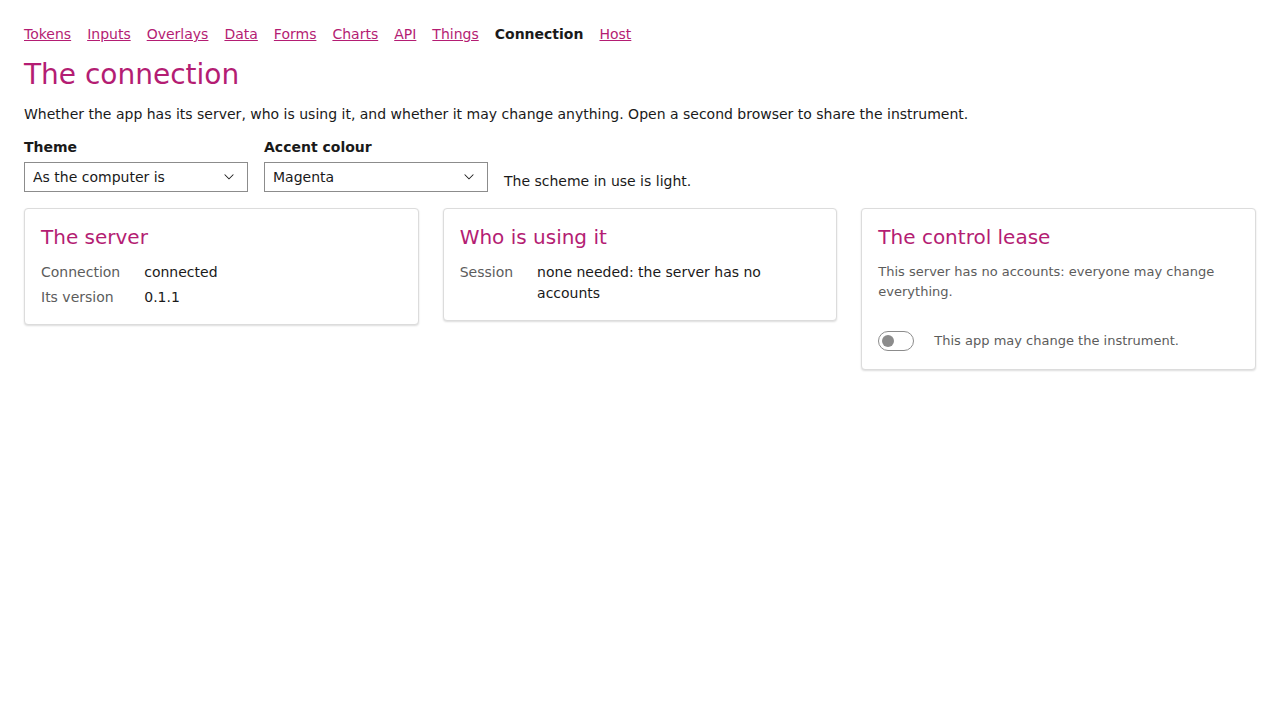 Tokens Inputs Overlays Data Forms Charts API Things Connection Host
The connection
Whether the app has its server, who is using it, and whether it may change anything. Open a second browser to share the instrument.
Theme Accent colour
As the computer is Magenta The scheme in use is light.
The server
Connection connected
Its version 0.1.1
Who is using it
Session none needed: the server has no
accounts
The control lease
This server has no accounts: everyone may change
everything.
This app may change the instrument.